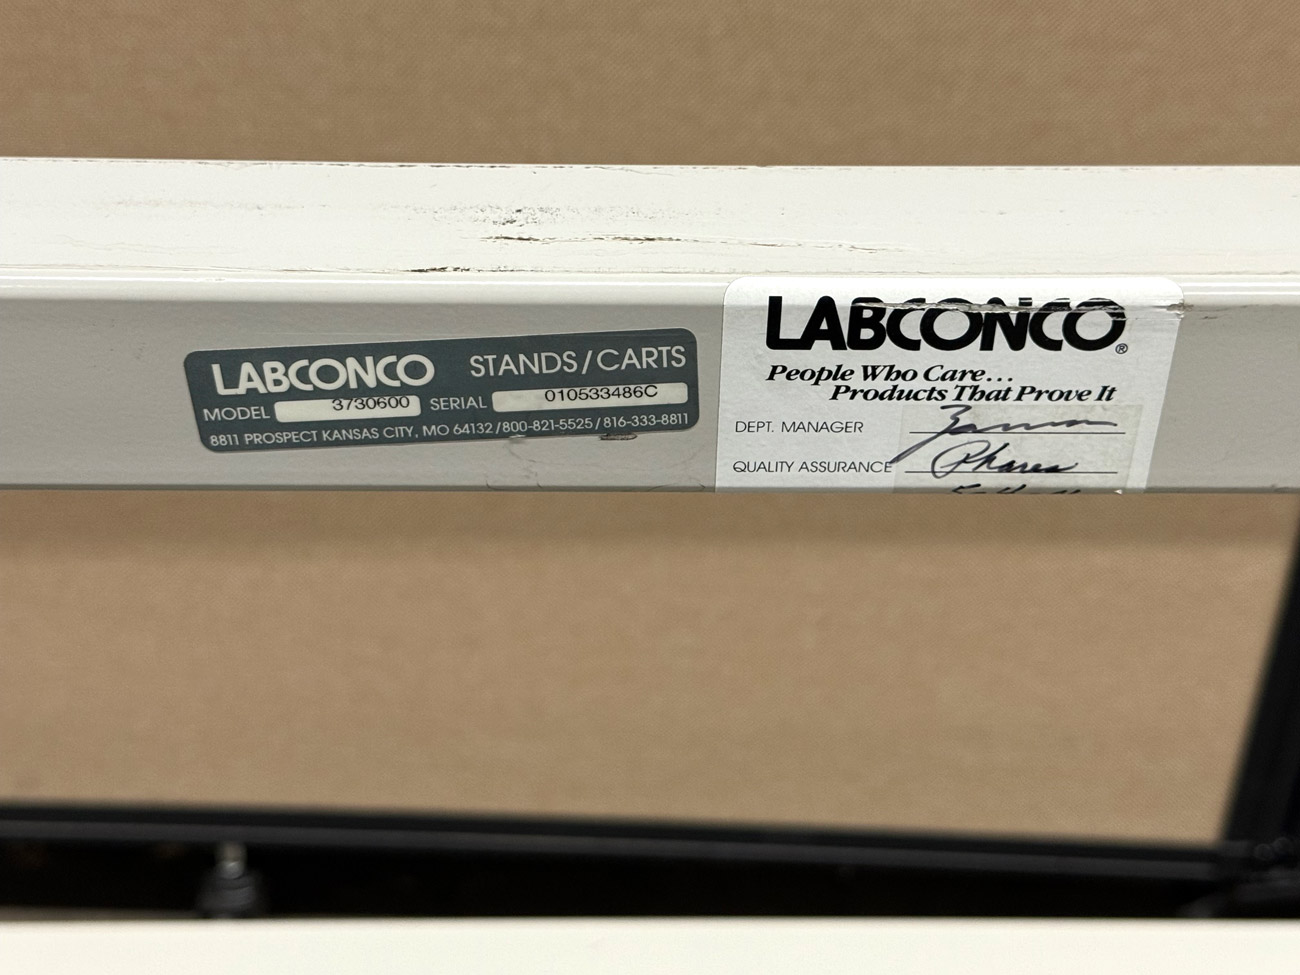 LABCONCO STANDS/CARTS
MODEL 3730600 SERIAL 010533486C
8811 PROSPECT KANSAS CITY, MO 64132/800-821-5525/816-333-8811
LABCONCO®
People Who Care...
Products That Prove It
DEPT. MANAGER
QUALITY ASSURANCE Phares